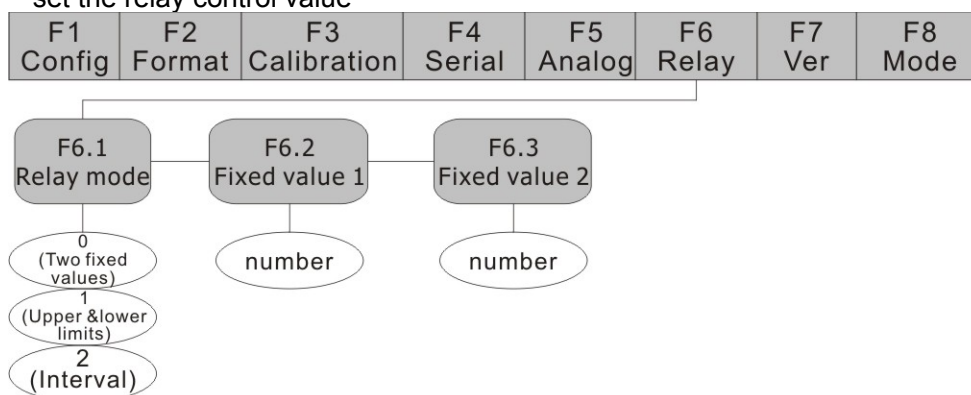 set the relay control value
F1 F2 F3 F4 F5 F6 F7 F8
Config Format Calibration Serial Analog Relay Ver Mode
F6.1 F6.2 F6.3
Relay mode Fixed value 1 Fixed value 2
0
(Two fixed
values)
number number
1
(Upper &lower
limits)
2
(Interval)